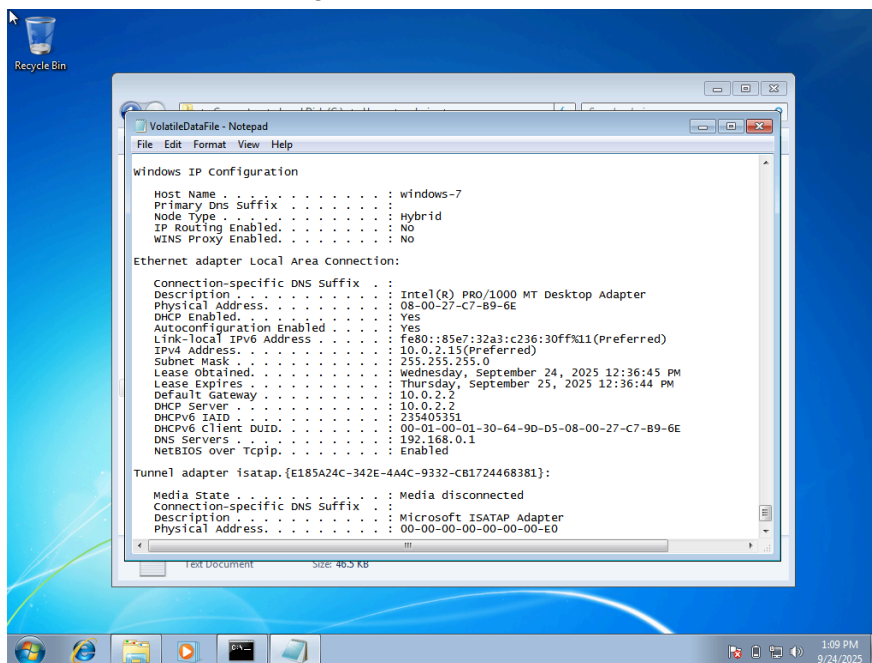 Recycle Bin
VolatileDataFile - Notepad
File Edit Format View Help
Windows IP Configuration
Host Name . . . . . . . . . . . . : windows-7
Primary Dns Suffix . . . . . . . :
Node Type . . . . . . . . . . . . : Hybrid
IP Routing Enabled. . . . . . . . : No
WINS Proxy Enabled. . . . . . . . : No
Ethernet adapter Local Area Connection:
Connection-specific DNS Suffix . :
Description . . . . . . . . . . . : Intel(R) PRO/1000 MT Desktop Adapter
Physical Address. . . . . . . . . : 08-00-27-C7-B9-6E
DHCP Enabled. . . . . . . . . . . : Yes
Autoconfiguration Enabled . . . . : Yes
Link-local IPv6 Address . . . . . : fe80::85e7:32a3:c236:30ff%11(Preferred)
IPv4 Address. . . . . . . . . . . : 10.0.2.15(Preferred)
Subnet Mask . . . . . . . . . . . : 255.255.255.0
Lease Obtained. . . . . . . . . . : Wednesday, September 24, 2025 12:36:45 PM
Lease Expires . . . . . . . . . . : Thursday, September 25, 2025 12:36:44 PM
Default Gateway . . . . . . . . . : 10.0.2.2
DHCP Server . . . . . . . . . . . : 10.0.2.2
DHCPv6 IAID . . . . . . . . . . . : 235405351
DHCPv6 Client DUID. . . . . . . . : 00-01-00-01-30-64-9D-D5-08-00-27-C7-B9-6E
DNS Servers . . . . . . . . . . . : 192.168.0.1
NetBIOS over Tcpip. . . . . . . . : Enabled
Tunnel adapter isatap.{E185A24C-342E-4A4C-9332-CB1724468381}:
Media State . . . . . . . . . . . : Media disconnected
Connection-specific DNS Suffix . :
Description . . . . . . . . . . . : Microsoft ISATAP Adapter
Physical Address. . . . . . . . . : 00-00-00-00-00-00-00-E0
Text Document Size: 46.5 KB
1:09 PM
9/24/2025